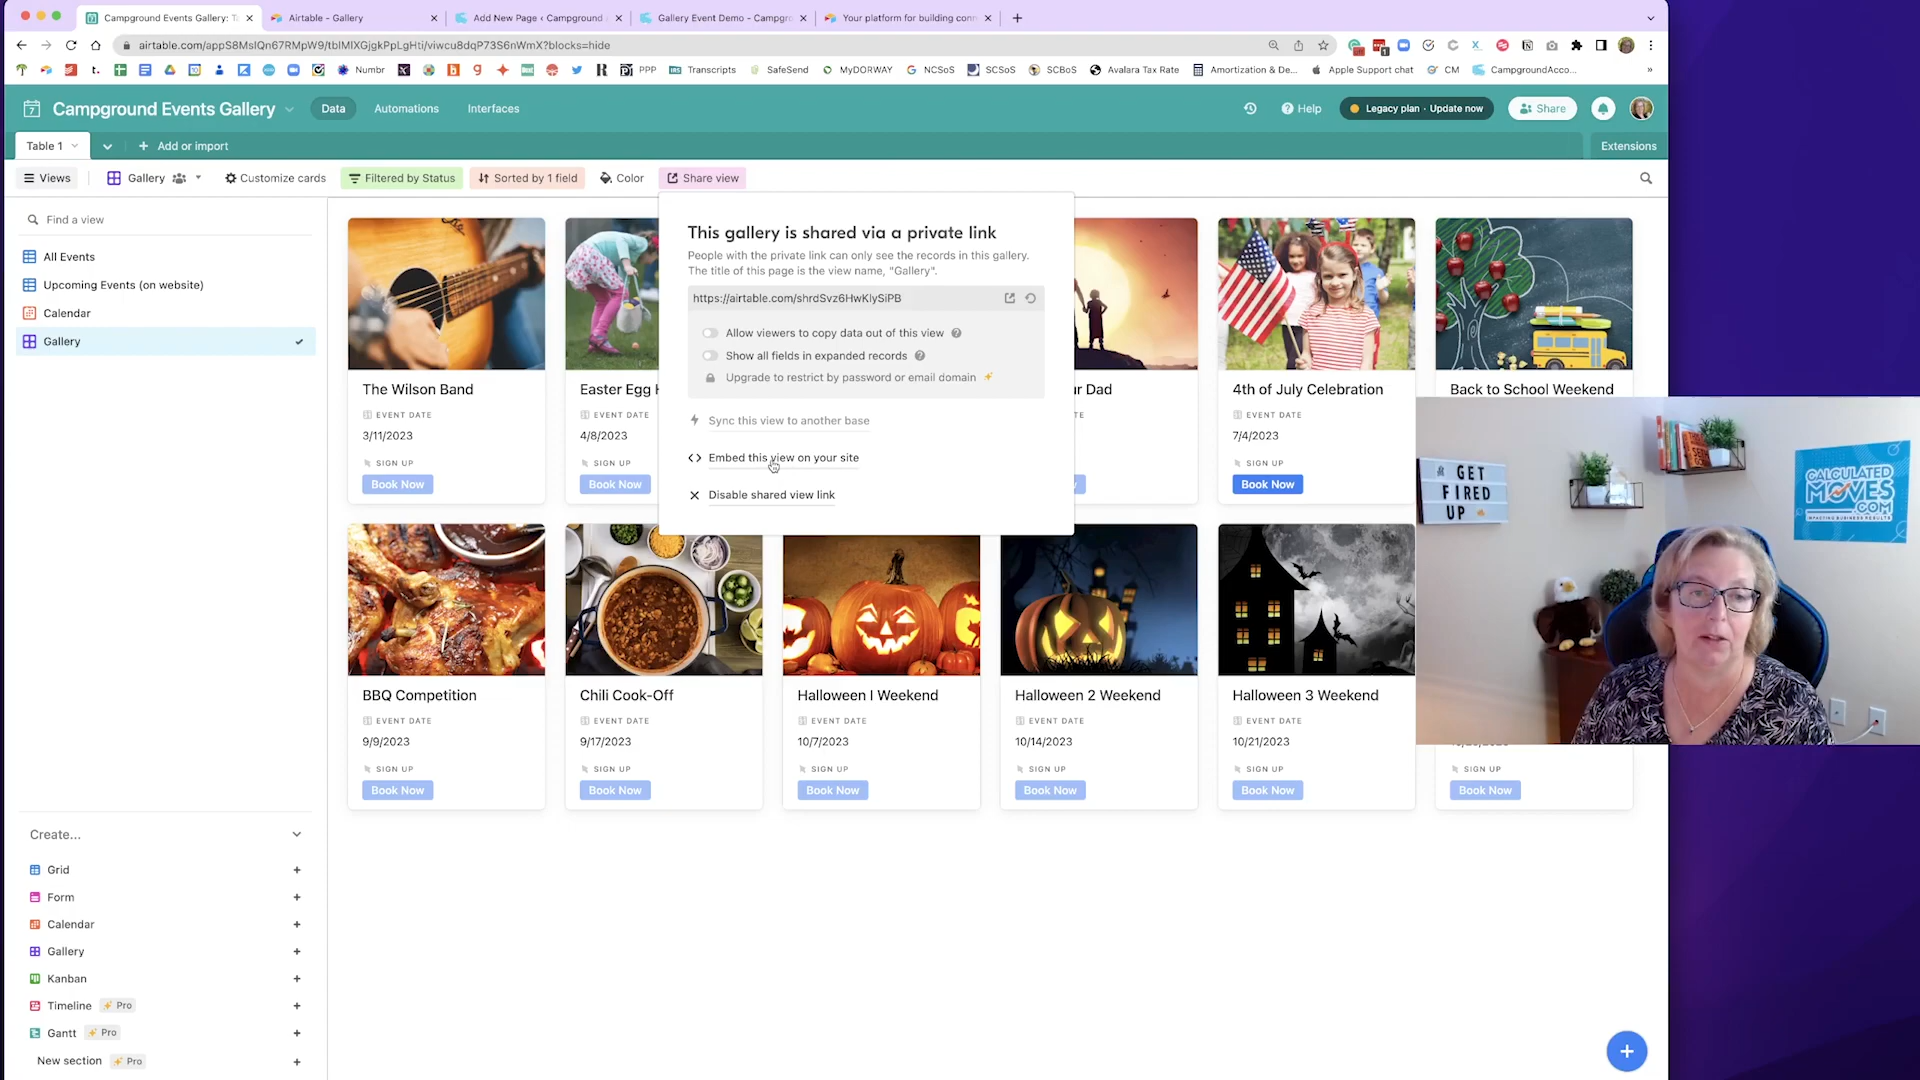 Campground Events Gallery: Ta
Airtable - Gallery
Add New Page ‹ Campground
Gallery Event Demo - Campgro
Your platform for building conn
airtable.com/appS8MsIQn67RMpW9/tblMIXGjgkPpLgHti/viwcu8dqP73S6nWmX?blocks=hide
Numbr
PPP
Transcripts
SafeSend
MyDORWAY
NCSoS
SCSoS
SCBoS
Avalara Tax Rate
Amortization & De...
Apple Support chat
CM
CampgroundAcco...
Campground Events Gallery
Data
Automations
Interfaces
Help
Legacy plan · Update now
Share
Table 1
Add or import
Extensions
Views
Gallery
Customize cards
Filtered by Status
Sorted by 1 field
Color
Share view
Find a view
All Events
Upcoming Events (on website)
Calendar
Gallery
This gallery is shared via a private link
People with the private link can only see the records in this gallery.
The title of this page is the view name, "Gallery".
https://airtable.com/shrdSvz6HwKlySiPB
Allow viewers to copy data out of this view
Show all fields in expanded records
Upgrade to restrict by password or email domain
Sync this view to another base
Embed this view on your site
Disable shared view link
The Wilson Band
EVENT DATE
3/11/2023
SIGN UP
Book Now
Easter Egg H
EVENT DATE
4/8/2023
SIGN UP
Book Now
ur Dad
TE
4th of July Celebration
EVENT DATE
7/4/2023
SIGN UP
Book Now
Back to School Weekend
BBQ Competition
EVENT DATE
9/9/2023
SIGN UP
Book Now
Chili Cook-Off
EVENT DATE
9/17/2023
SIGN UP
Book Now
Halloween I Weekend
EVENT DATE
10/7/2023
SIGN UP
Book Now
Halloween 2 Weekend
EVENT DATE
10/14/2023
SIGN UP
Book Now
Halloween 3 Weekend
EVENT DATE
10/21/2023
SIGN UP
Book Now
SIGN UP
Book Now
GET
FIRED
UP
CALCULATED
MOVES
.COM
IMPACTING BUSINESS RESULTS
Create...
Grid
Form
Calendar
Gallery
Kanban
Timeline
Pro
Gantt
Pro
New section
Pro